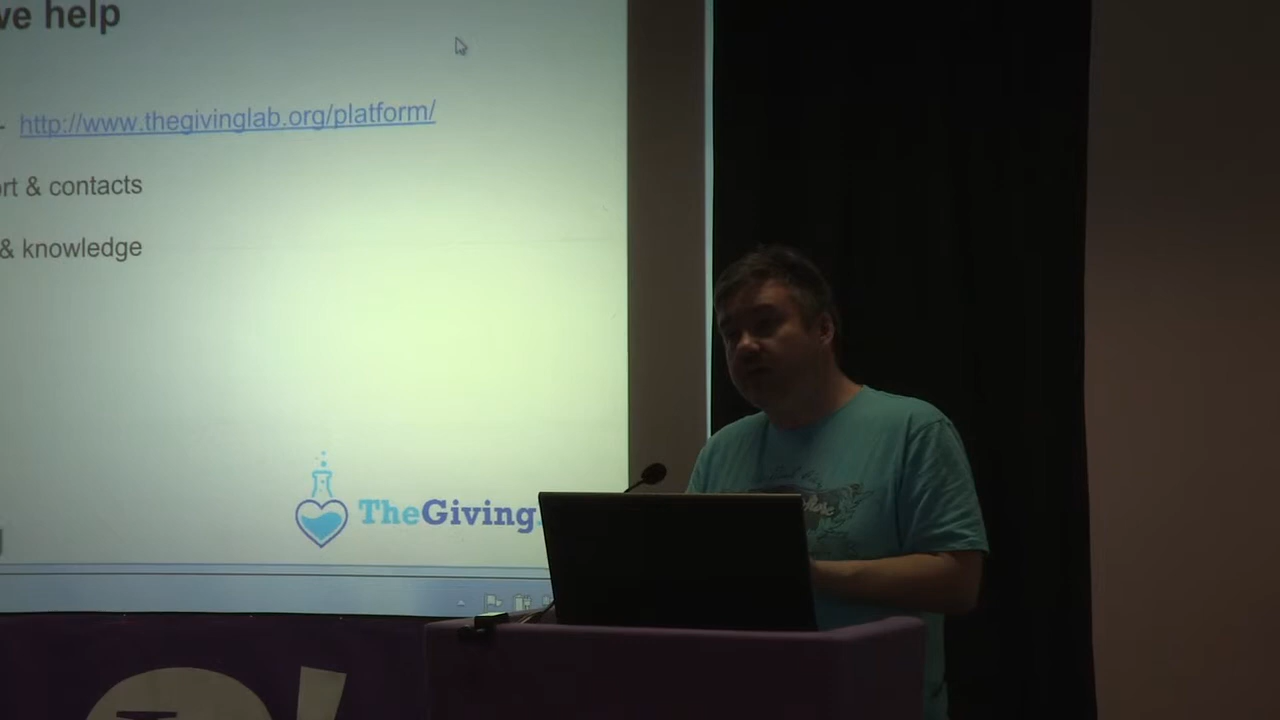 ve help
- http://www.thegivinglab.org/platform/
rt & contacts
& knowledge
TheGiving